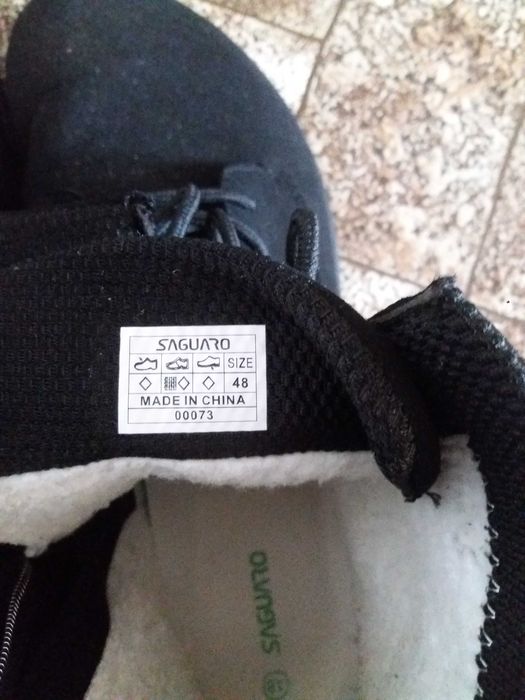 SAGUARO
SIZE
48
MADE IN CHINA
00073
SAGUARO